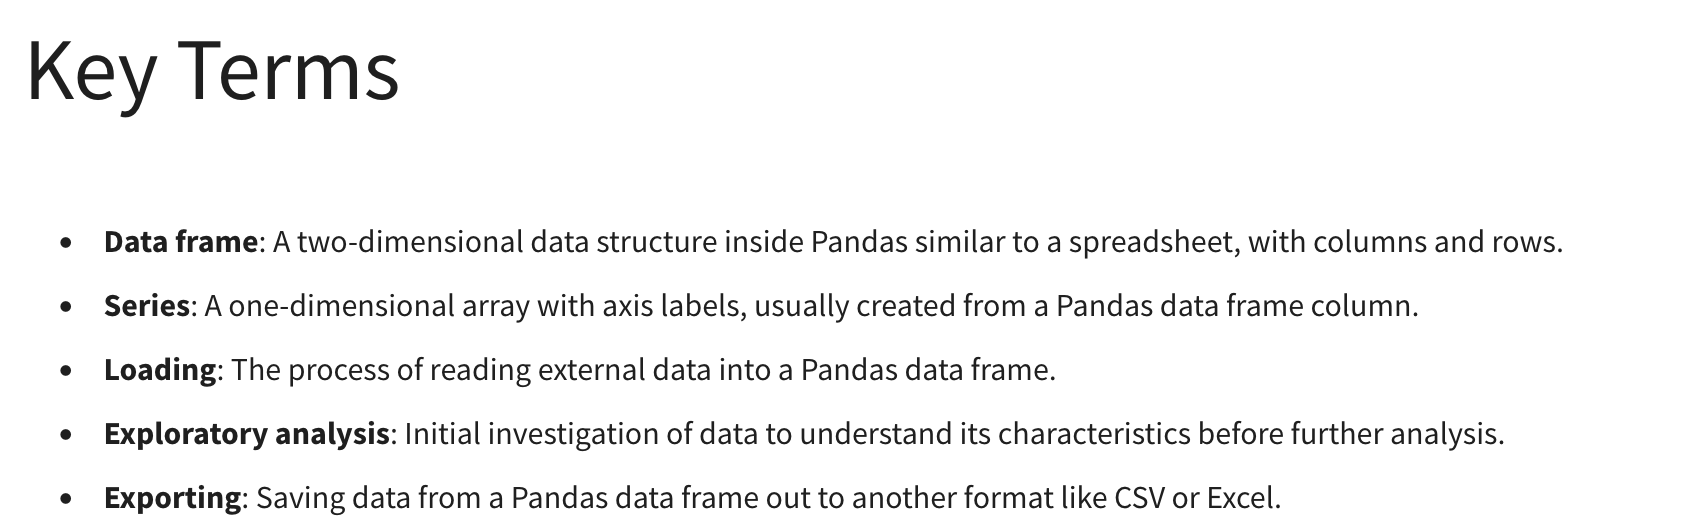 Key Terms
• Data frame: A two-dimensional data structure inside Pandas similar to a spreadsheet, with columns and rows.
• Series: A one-dimensional array with axis labels, usually created from a Pandas data frame column.
• Loading: The process of reading external data into a Pandas data frame.
• Exploratory analysis: Initial investigation of data to understand its characteristics before further analysis.
• Exporting: Saving data from a Pandas data frame out to another format like CSV or Excel.